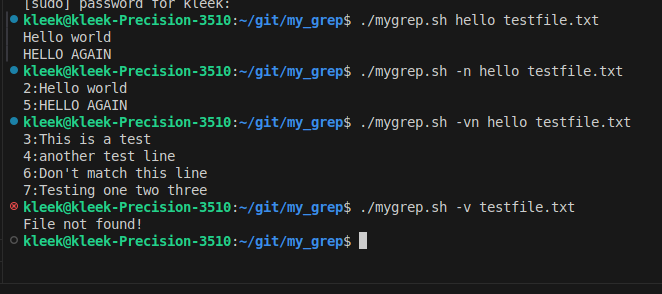 [sudo] password for kleek:
kleek@kleek-Precision-3510:~/git/my_grep$ ./mygrep.sh hello testfile.txt
Hello world
HELLO AGAIN
kleek@kleek-Precision-3510:~/git/my_grep$ ./mygrep.sh -n hello testfile.txt
2:Hello world
5:HELLO AGAIN
kleek@kleek-Precision-3510:~/git/my_grep$ ./mygrep.sh -vn hello testfile.txt
3:This is a test
4:another test line
6:Don't match this line
7:Testing one two three
kleek@kleek-Precision-3510:~/git/my_grep$ ./mygrep.sh -v testfile.txt
File not found!
kleek@kleek-Precision-3510:~/git/my_grep$